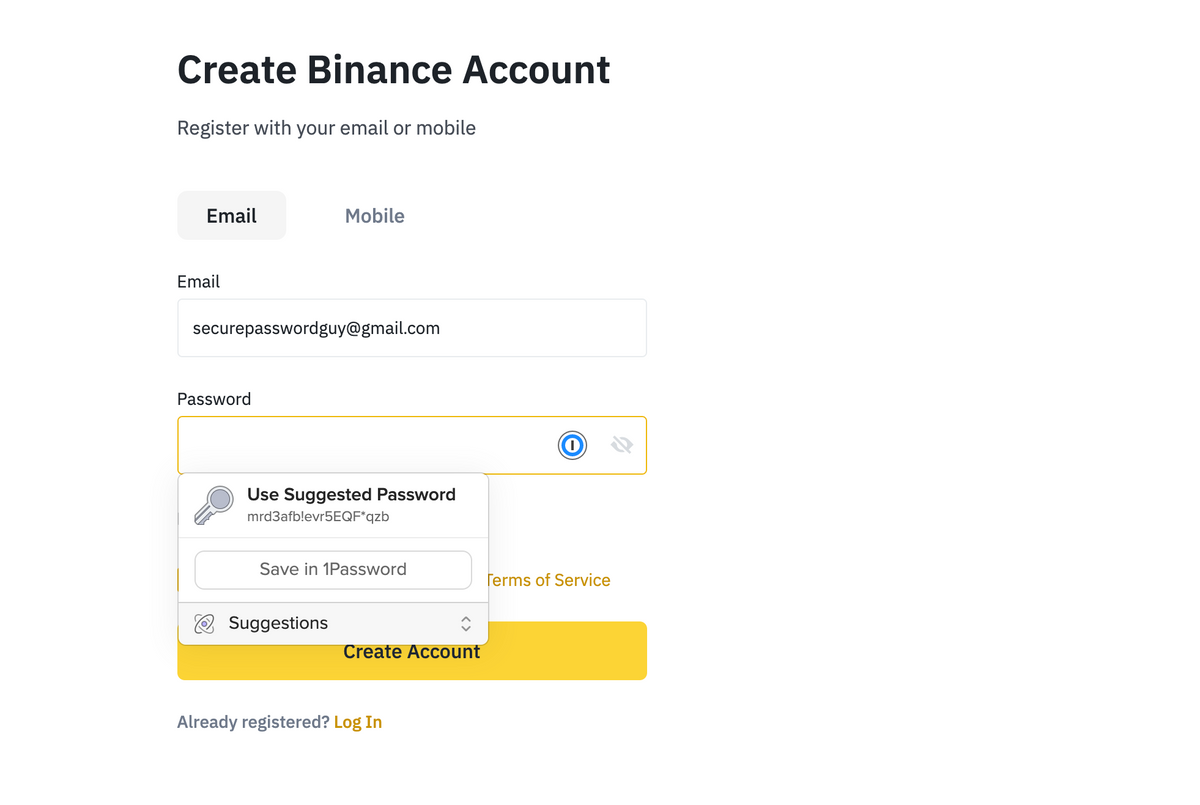 Create Binance Account
Register with your email or mobile
Email Mobile
Email
securepasswordguy@gmail.com
Password
Use Suggested Password
mrd3afb!evr5EQF*qzb
Save in 1Password
Terms of Service
Suggestions
Create Account
Already registered? Log In